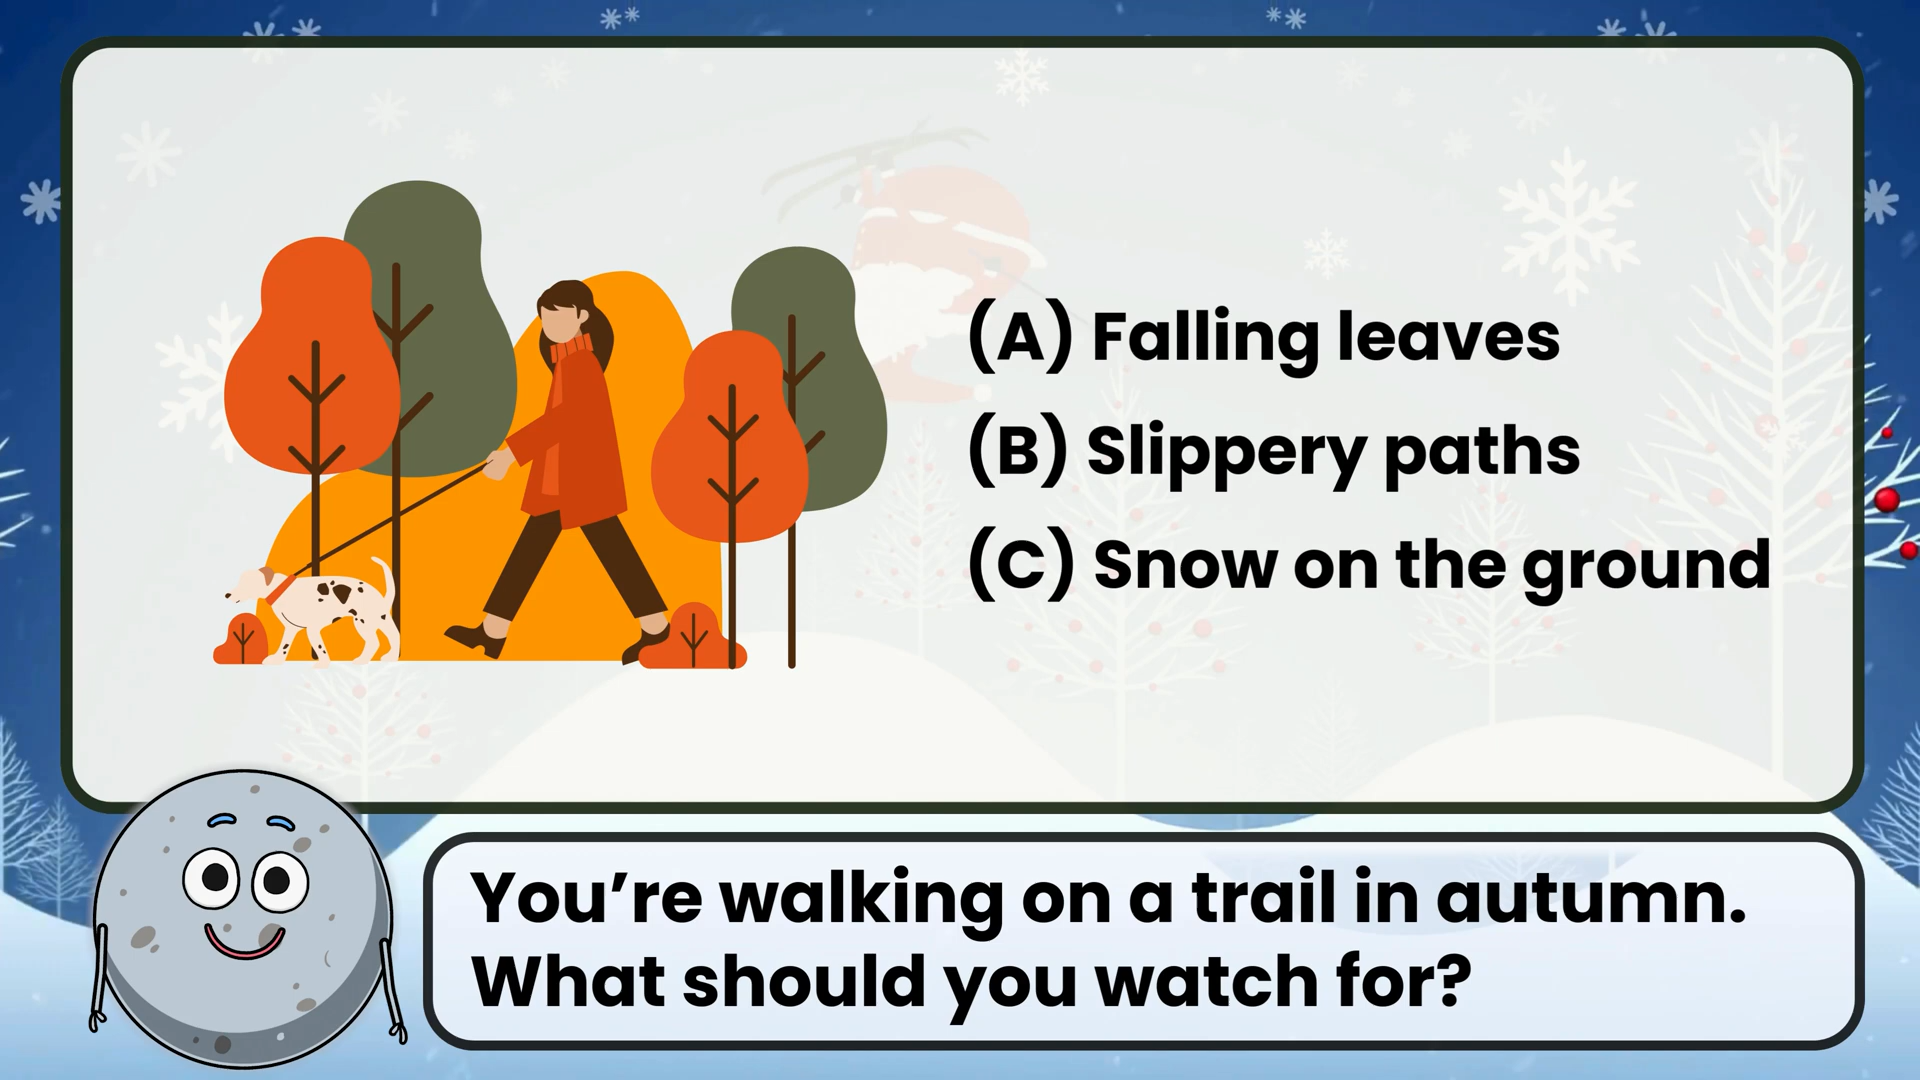 (A) Falling leaves
(B) Slippery paths
(C) Snow on the ground
You’re walking on a trail in autumn.
What should you watch for?